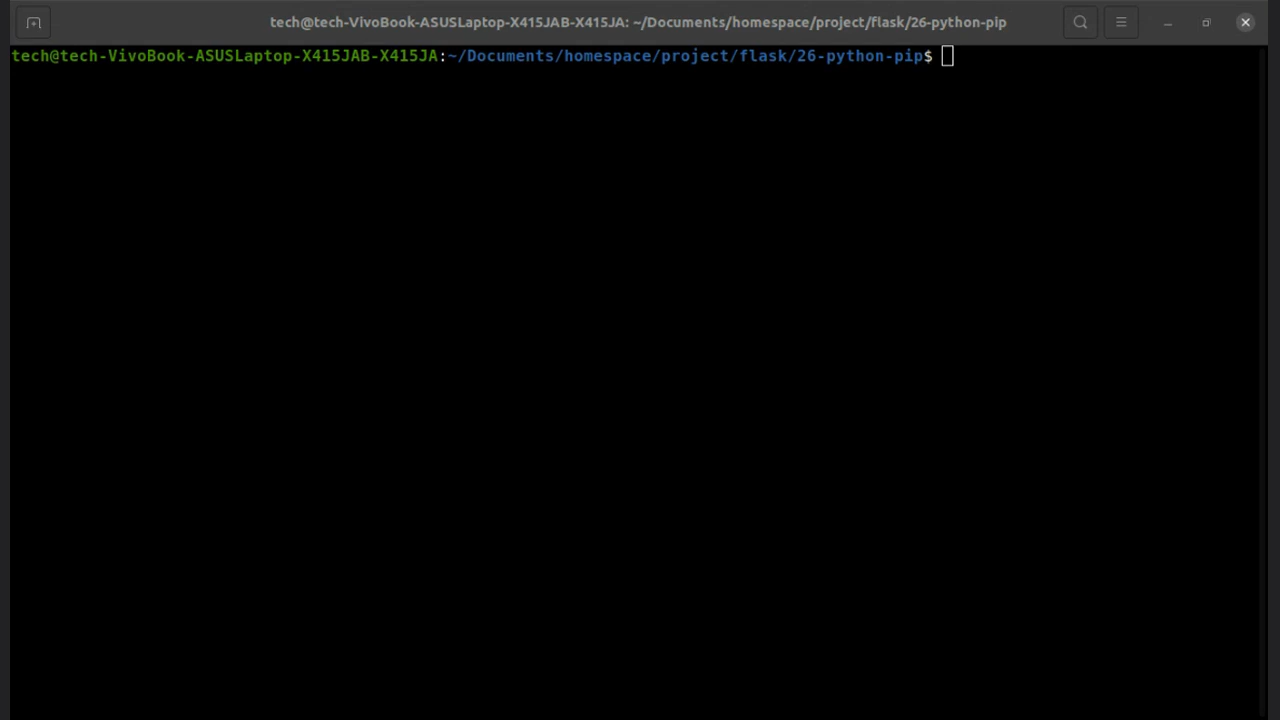 tech@tech-VivoBook-ASUSLaptop-X415JAB-X415JA: ~/Documents/homespace/project/flask/26-python-pip
tech@tech-VivoBook-ASUSLaptop-X415JAB-X415JA:~/Documents/homespace/project/flask/26-python-pip$